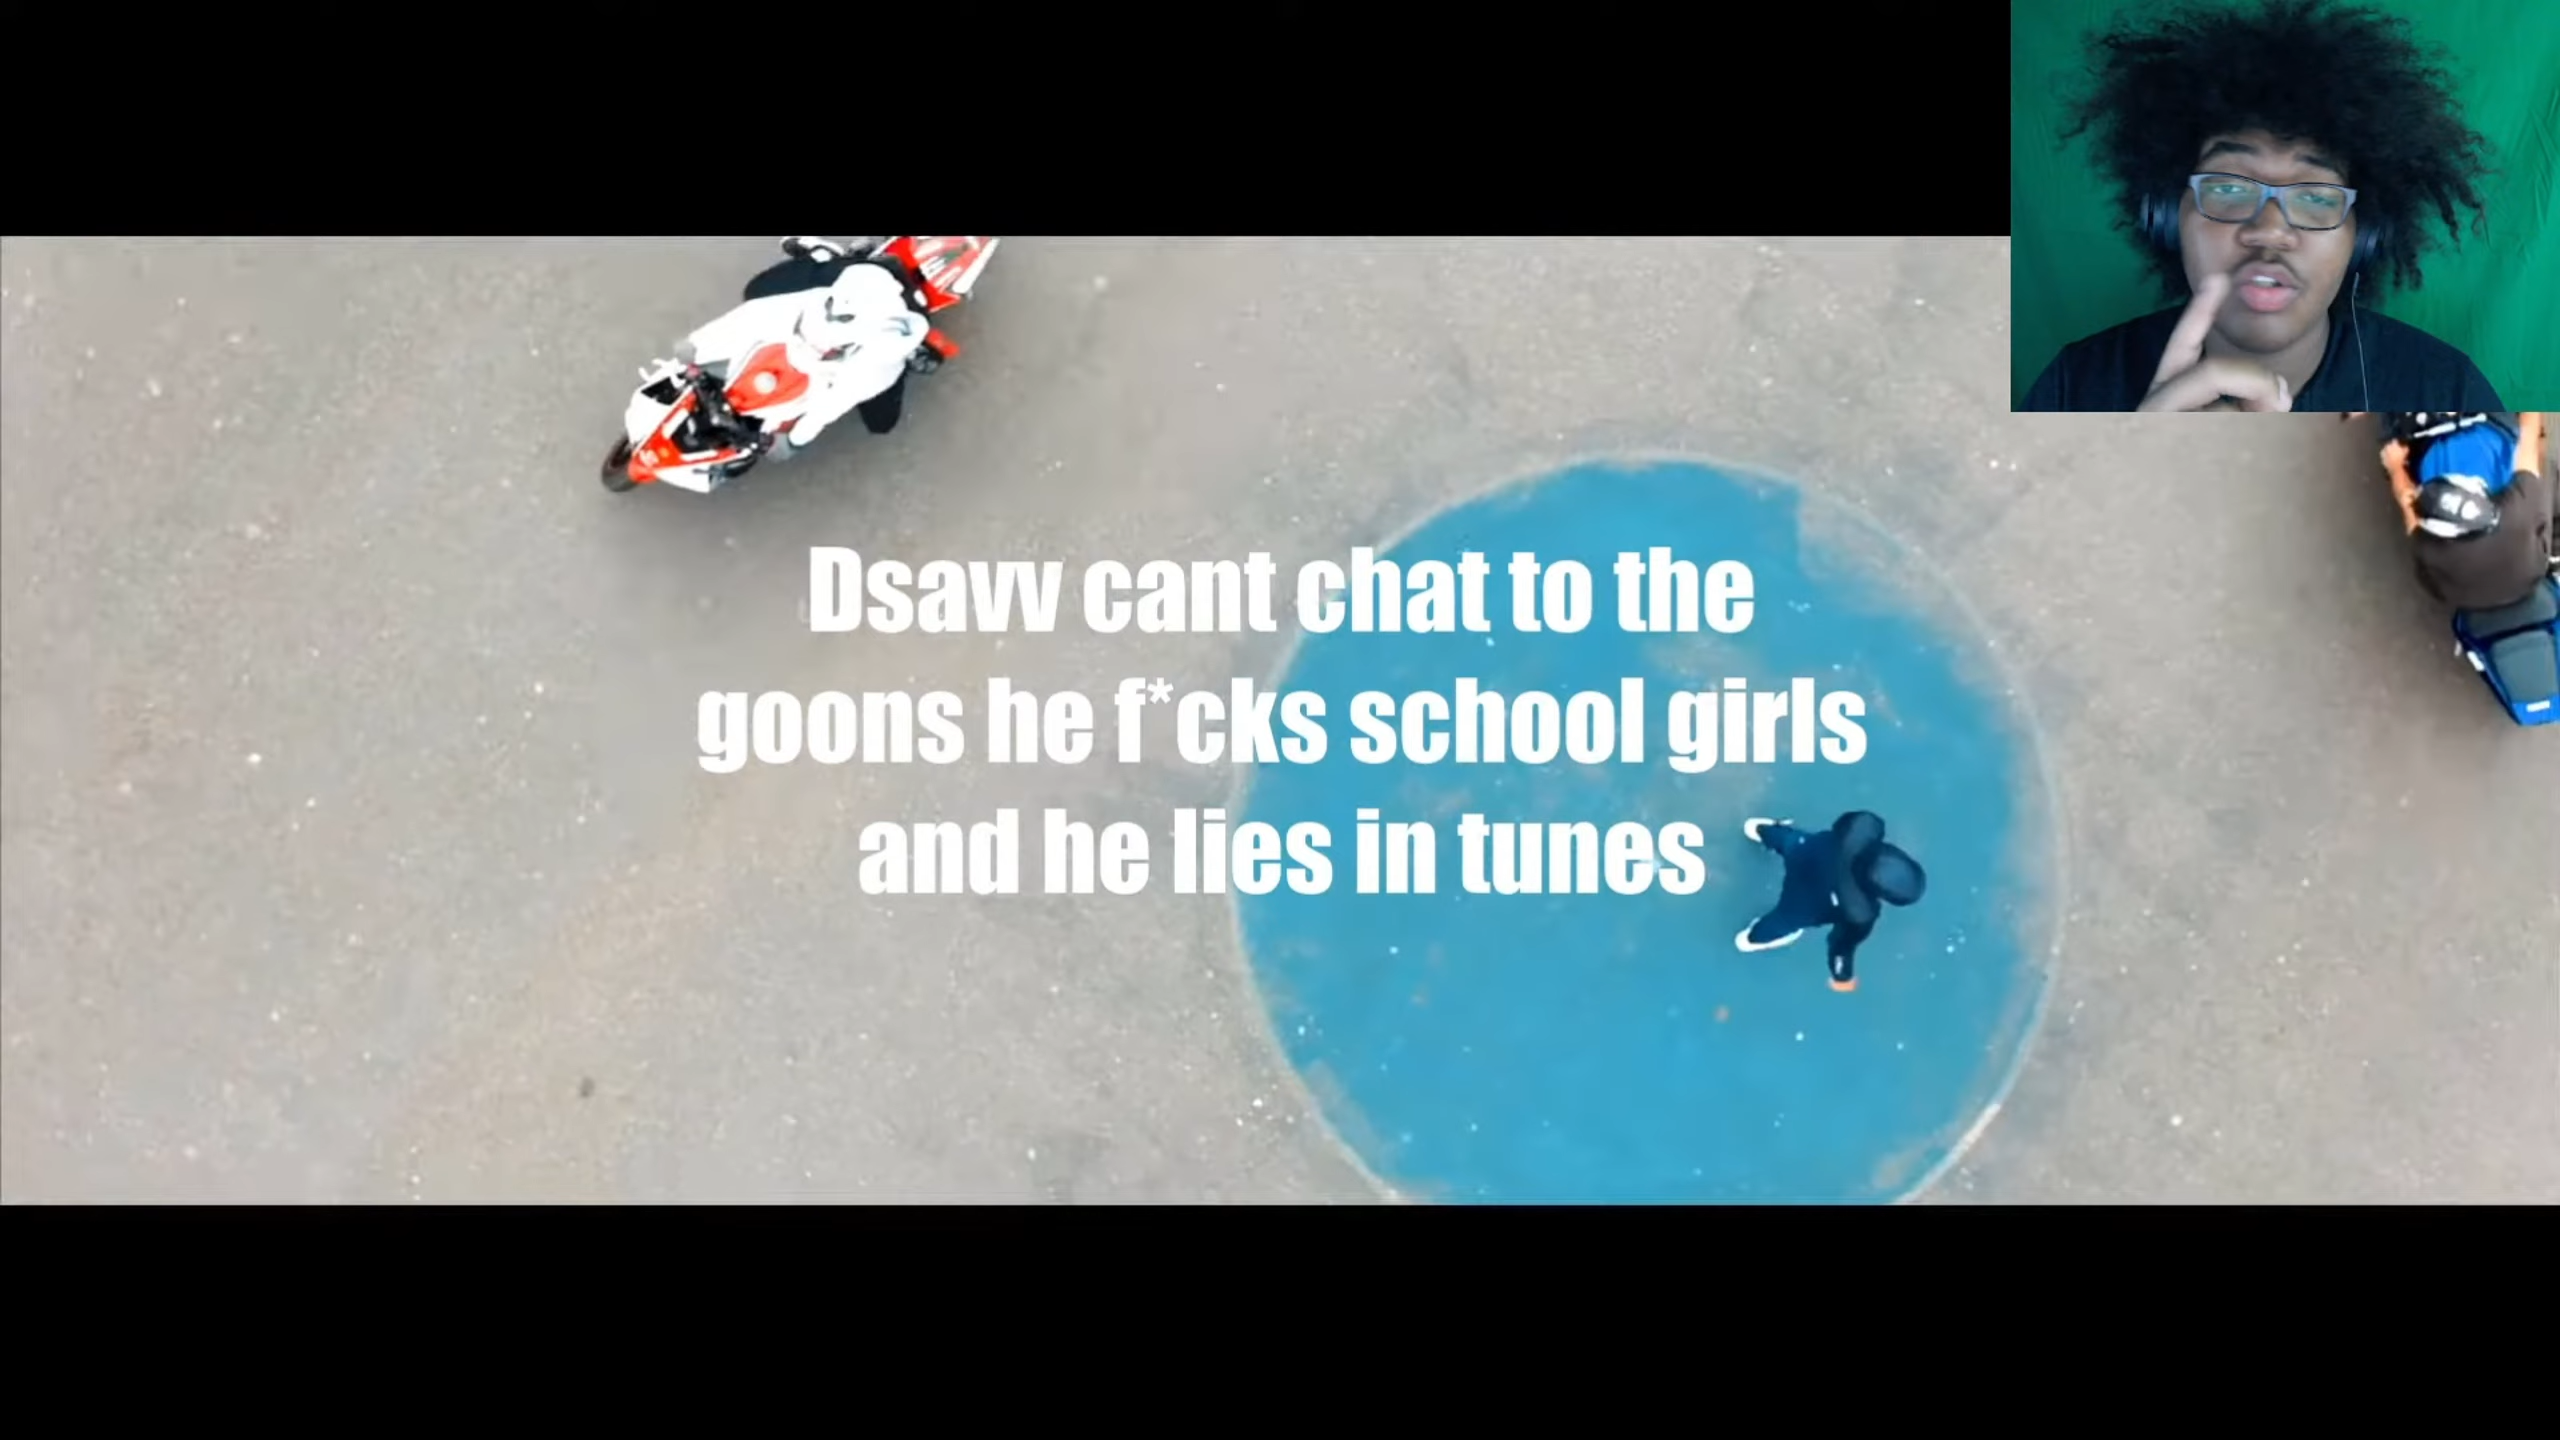 Dsavv cant chat to the
goons he f*cks school girls
and he lies in tunes